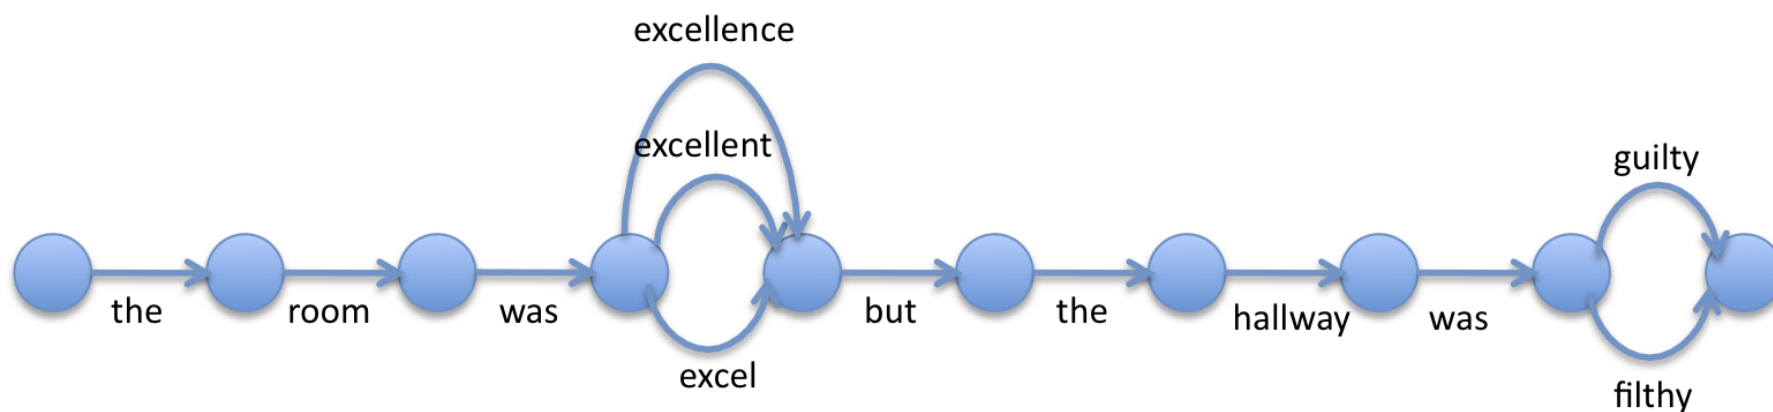 excellence
excellent
guilty
the room was but the hallway was
excel
filthy